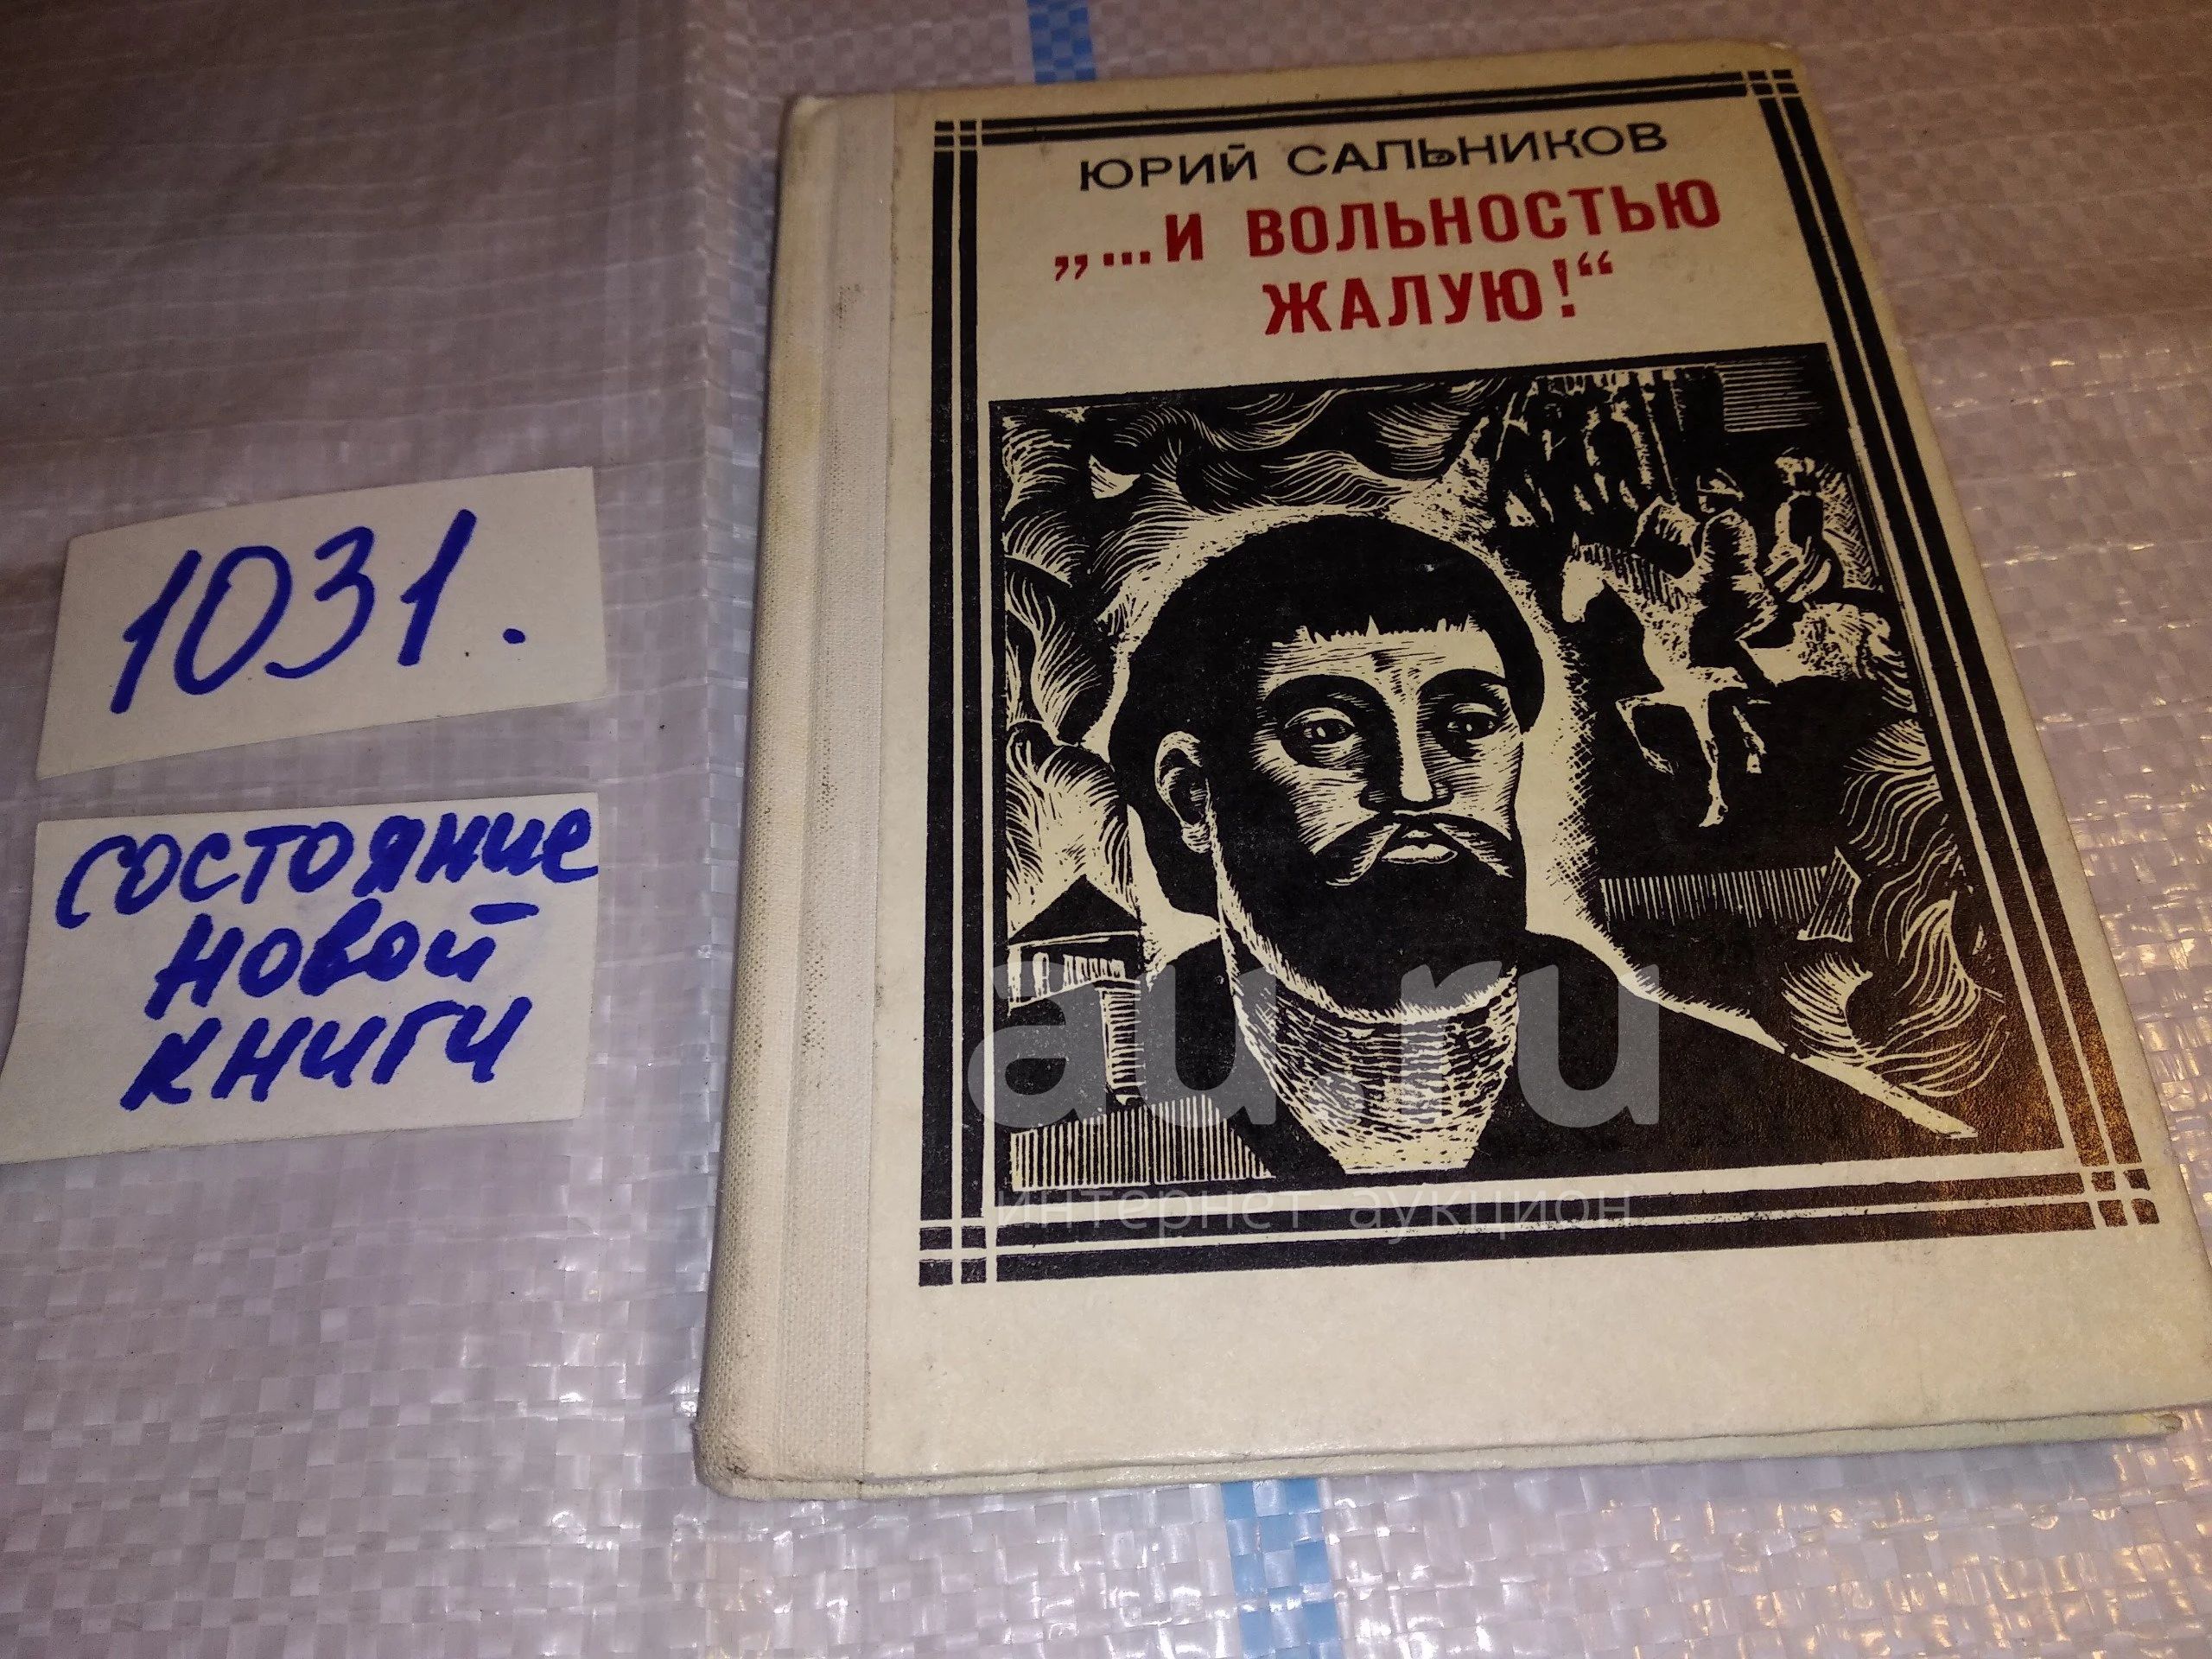 1031.
состояние
новой
книги
ЮРИЙ САЛЬНИКОВ
„...И ВОЛЬНОСТЬЮ
ЖАЛУЮ!“
au.ru
интернет-аукцион